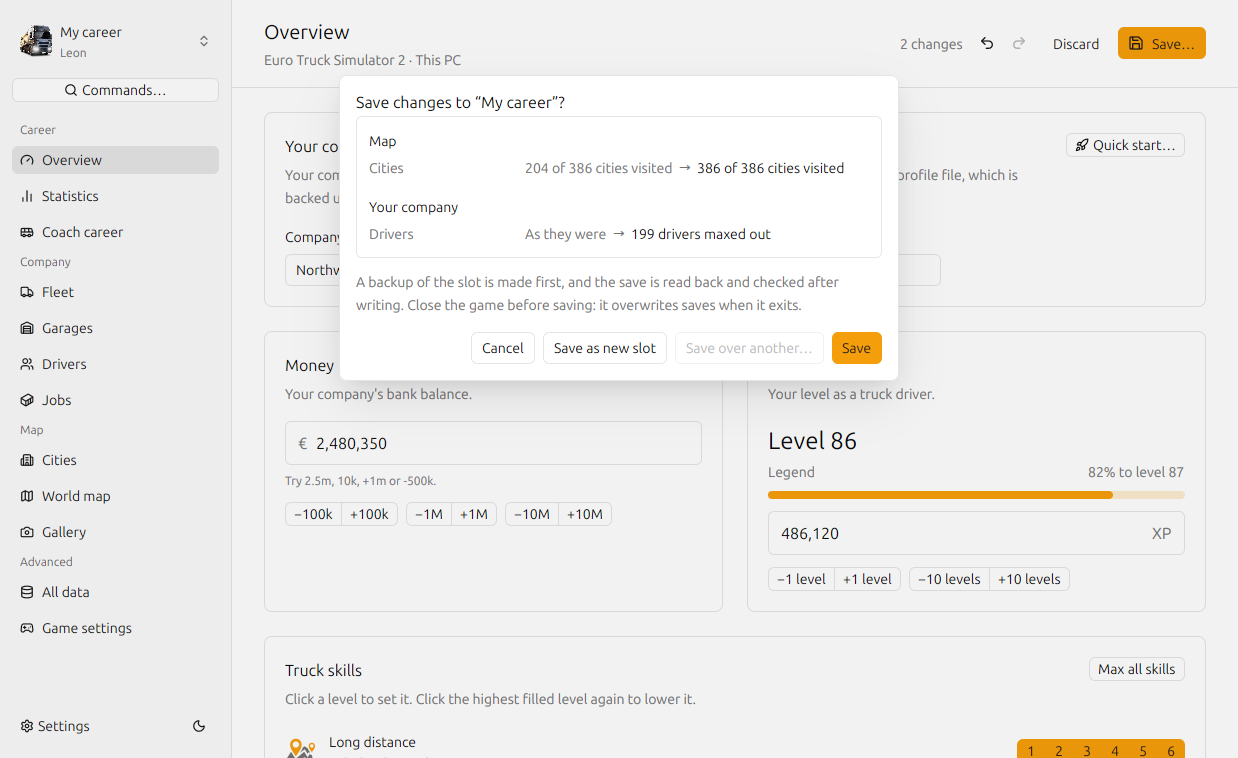 My career
Leon
Commands…
Career
Overview
Statistics
Coach career
Company
Fleet
Garages
Drivers
Jobs
Map
Cities
World map
Gallery
Advanced
All data
Game settings
Settings
Overview
Euro Truck Simulator 2 · This PC
2 changes
Discard
Save…
Save changes to “My career”?
Map
Cities
204 of 386 cities visited → 386 of 386 cities visited
Your company
Drivers
As they were → 199 drivers maxed out
A backup of the slot is made first, and the save is read back and checked after
writing. Close the game before saving: it overwrites saves when it exits.
Cancel
Save as new slot
Save over another…
Save
Your
Quick start…
Your
profile file, which is
backed
Money
Your company's bank balance.
€ 2,480,350
Try 2.5m, 10k, +1m or -500k.
−100k +100k −1M +1M −10M +10M
Your level as a truck driver.
Level 86
Legend
82% to level 87
486,120 XP
−1 level +1 level −10 levels +10 levels
Truck skills
Max all skills
Click a level to set it. Click the highest filled level again to lower it.
Long distance
1 2 3 4 5 6